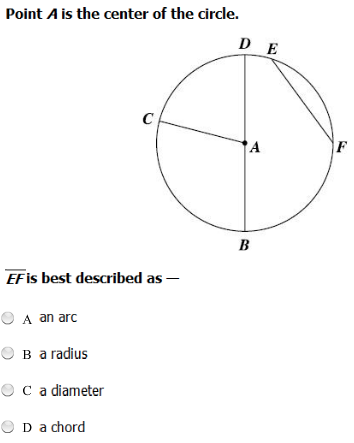 Point A is the center of the circle.
D E
C
A
F
B
EF is best described as —
A an arc
B a radius
C a diameter
D a chord